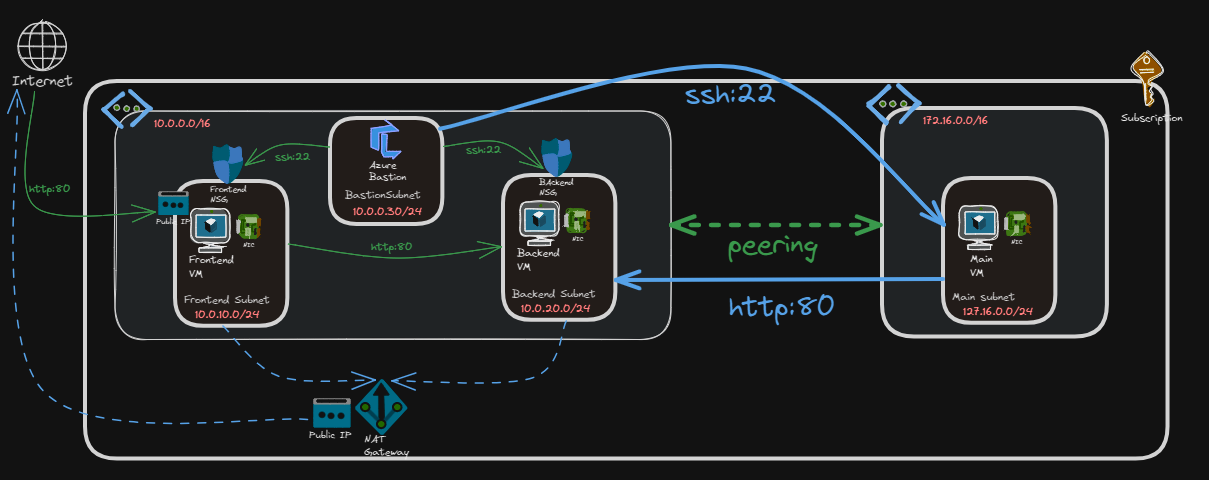 Internet
Subscription
10.0.0.0/16
172.16.0.0/16
ssh:22
Azure
Bastion
BastionSubnet
10.0.0.30/24
ssh:22
ssh:22
Frontend
NSG
BAckend
NSG
http:80
Public IP
NIC
Frontend
VM
Frontend Subnet
10.0.10.0/24
http:80
NIC
Backend
VM
Backend Subnet
10.0.20.0/24
peering
http:80
NIC
Main
VM
Main subnet
127.16.0.0/24
Public IP
NAT
Gateway